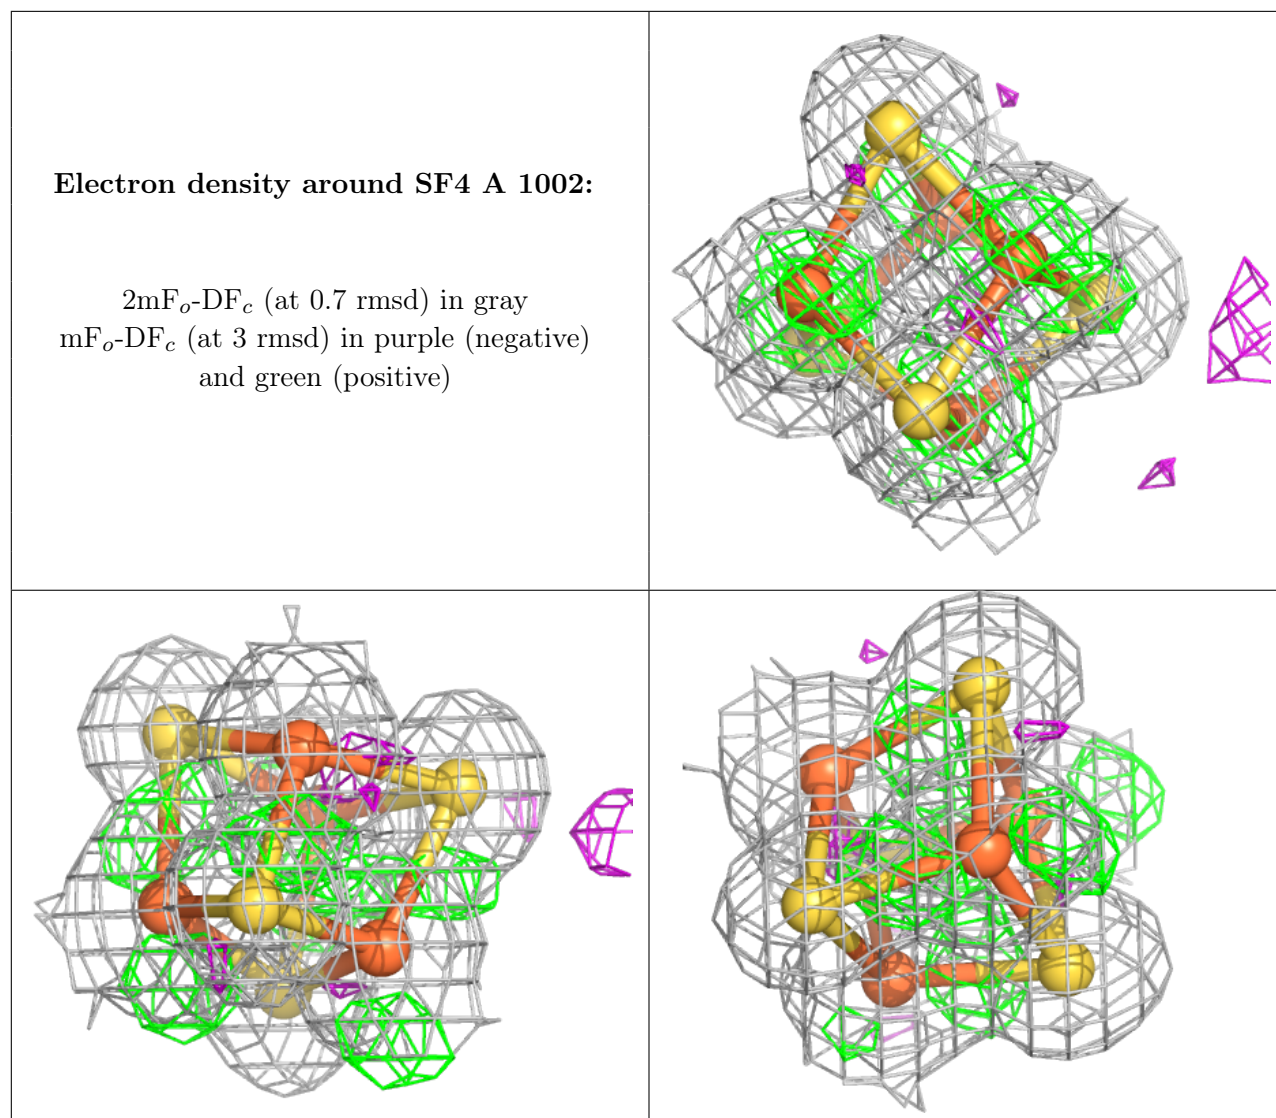 Electron density around SF4 A 1002:
2mFo-DFc (at 0.7 rmsd) in gray
mFo-DFc (at 3 rmsd) in purple (negative)
and green (positive)